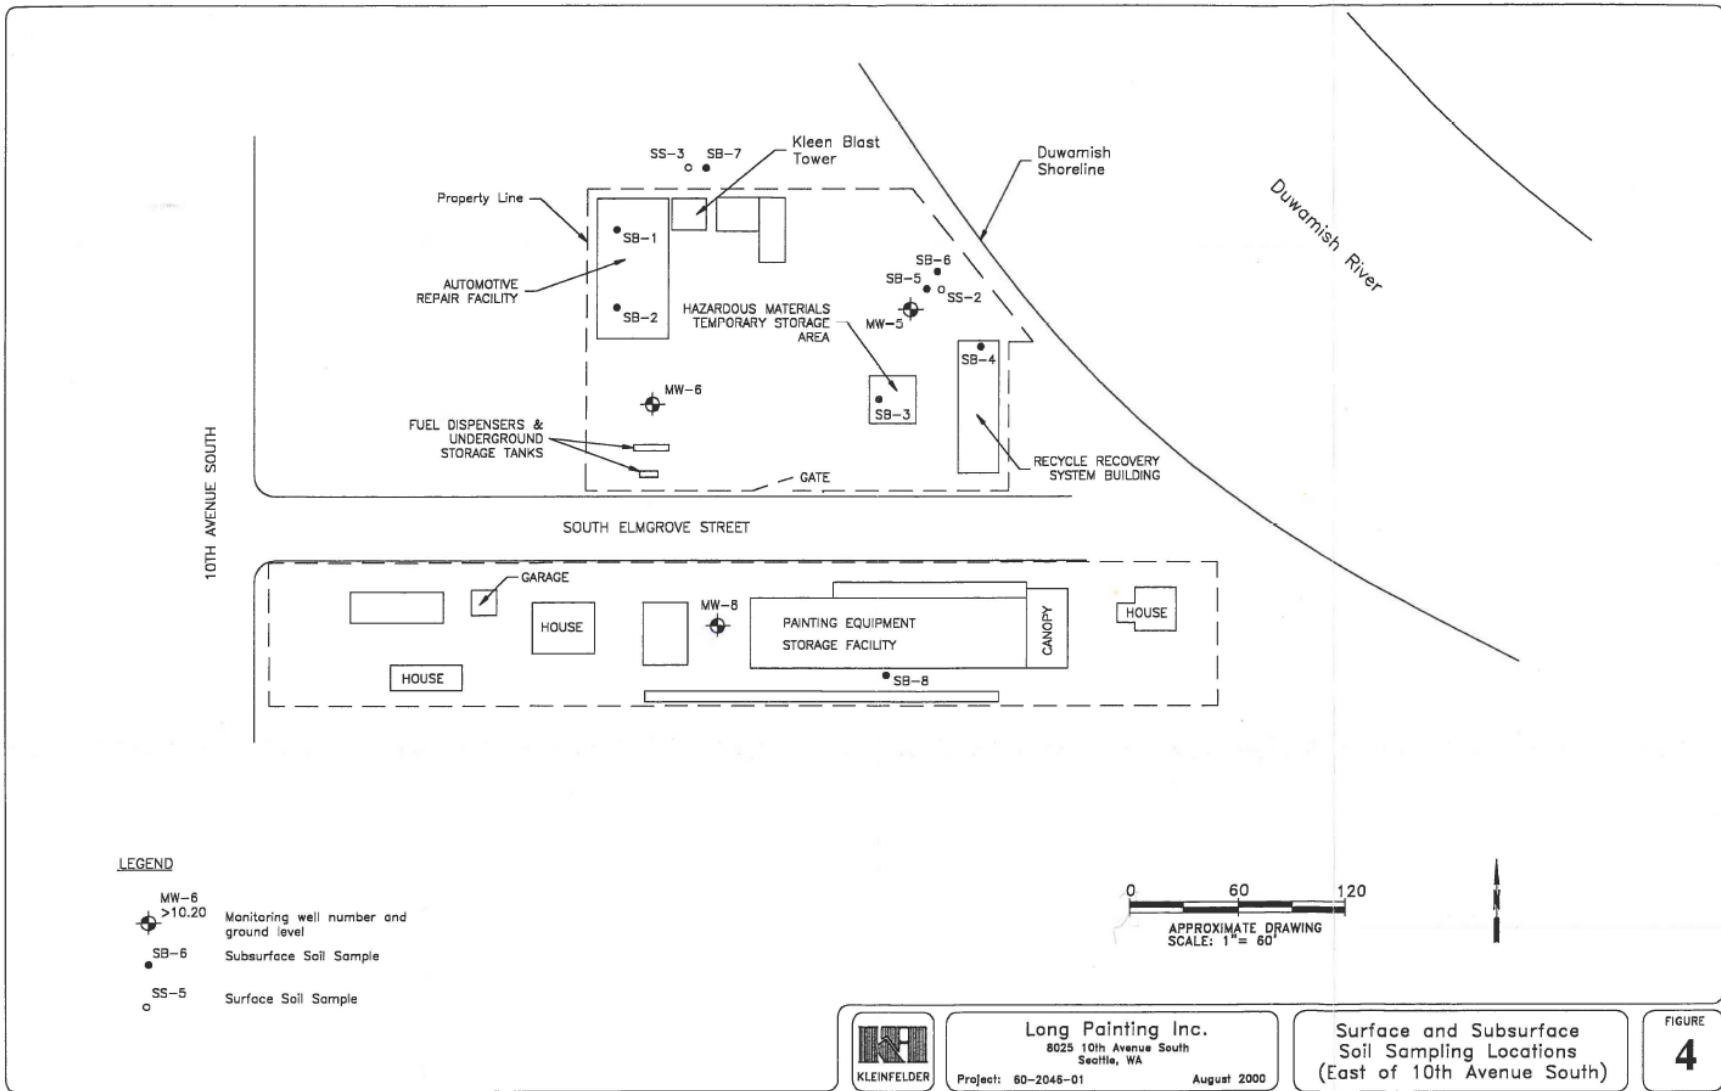 Kleen Blast
Tower
SS-3
SB-7
Duwamish
Shoreline
Duwamish River
Property Line
SB-1
AUTOMOTIVE
REPAIR FACILITY
SB-2
SB-6
SB-5
SS-2
HAZARDOUS MATERIALS
TEMPORARY STORAGE
AREA
MW-5
SB-4
MW-6
SB-3
FUEL DISPENSERS &
UNDERGROUND
STORAGE TANKS
RECYCLE RECOVERY
SYSTEM BUILDING
GATE
10TH AVENUE SOUTH
SOUTH ELMGROVE STREET
GARAGE
HOUSE
MW-8
PAINTING EQUIPMENT
STORAGE FACILITY
CANOPY
HOUSE
HOUSE
SB-8
LEGEND
MW-6
>10.20
Monitoring well number and
ground level
SB-6
Subsurface Soil Sample
SS-5
Surface Soil Sample
0 60 120
APPROXIMATE DRAWING
SCALE: 1"= 60'
N
KLEINFELDER
Long Painting Inc.
8025 10th Avenue South
Seattle, WA
Project: 60-2046-01 August 2000
Surface and Subsurface
Soil Sampling Locations
(East of 10th Avenue South)
FIGURE
4